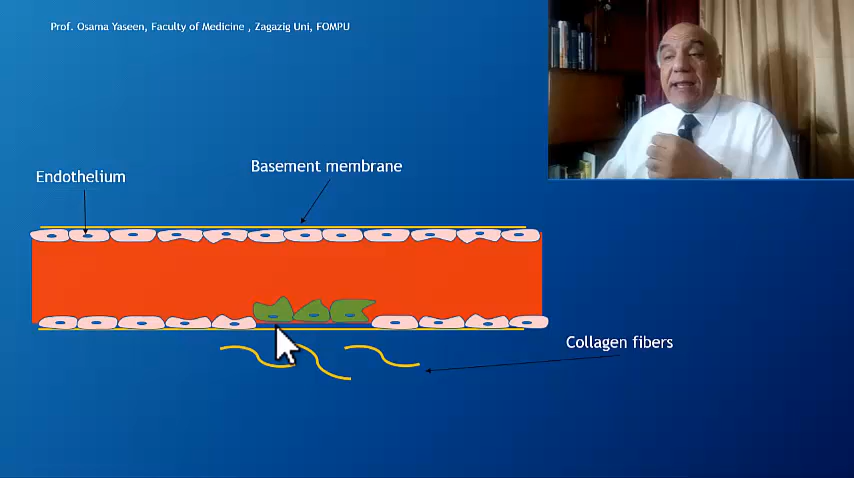 Prof. Osama Yaseen, Faculty of Medicine , Zagazig Uni, FOMPU
Basement membrane
Endothelium
Collagen fibers